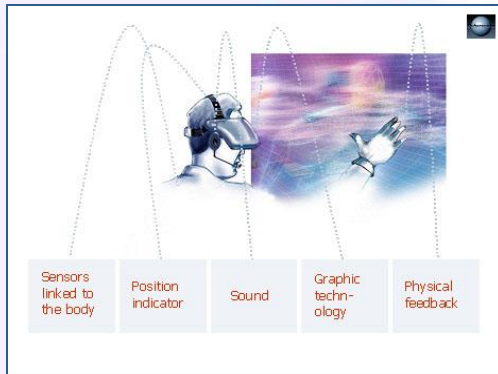 Sensors
linked to
the body
Position
indicator
Sound
Graphic
techn-
ology
Physical
feedback